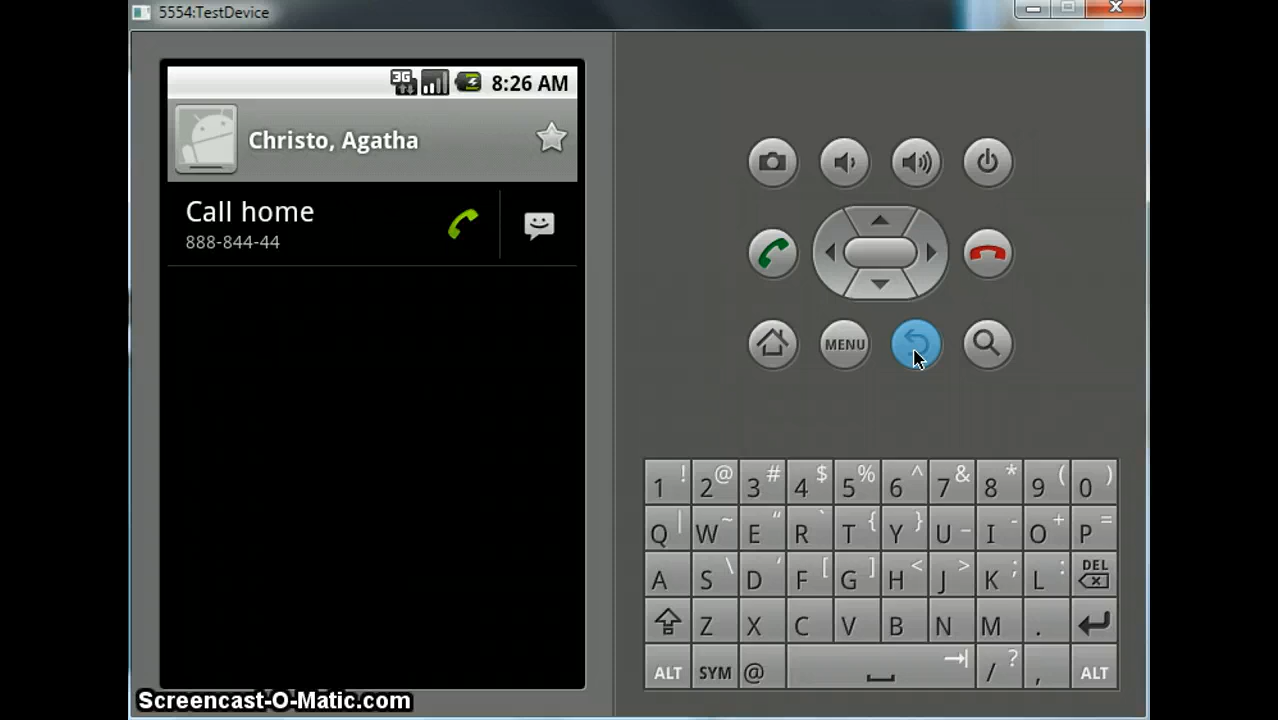 5554:TestDevice
3G 8:26 AM
Christo, Agatha
Call home
888-844-44
MENU
1 ! 2 @ 3 # 4 $ 5 % 6 ^ 7 & 8 * 9 ( 0 )
Q | W ~ E “ R ` T { Y } U _ I - O + P =
A S \ D ‘ F [ G ] H < J > K ; L : DEL
Z X C V B N M .
ALT SYM @ / ? , ALT
Screencast-O-Matic.com